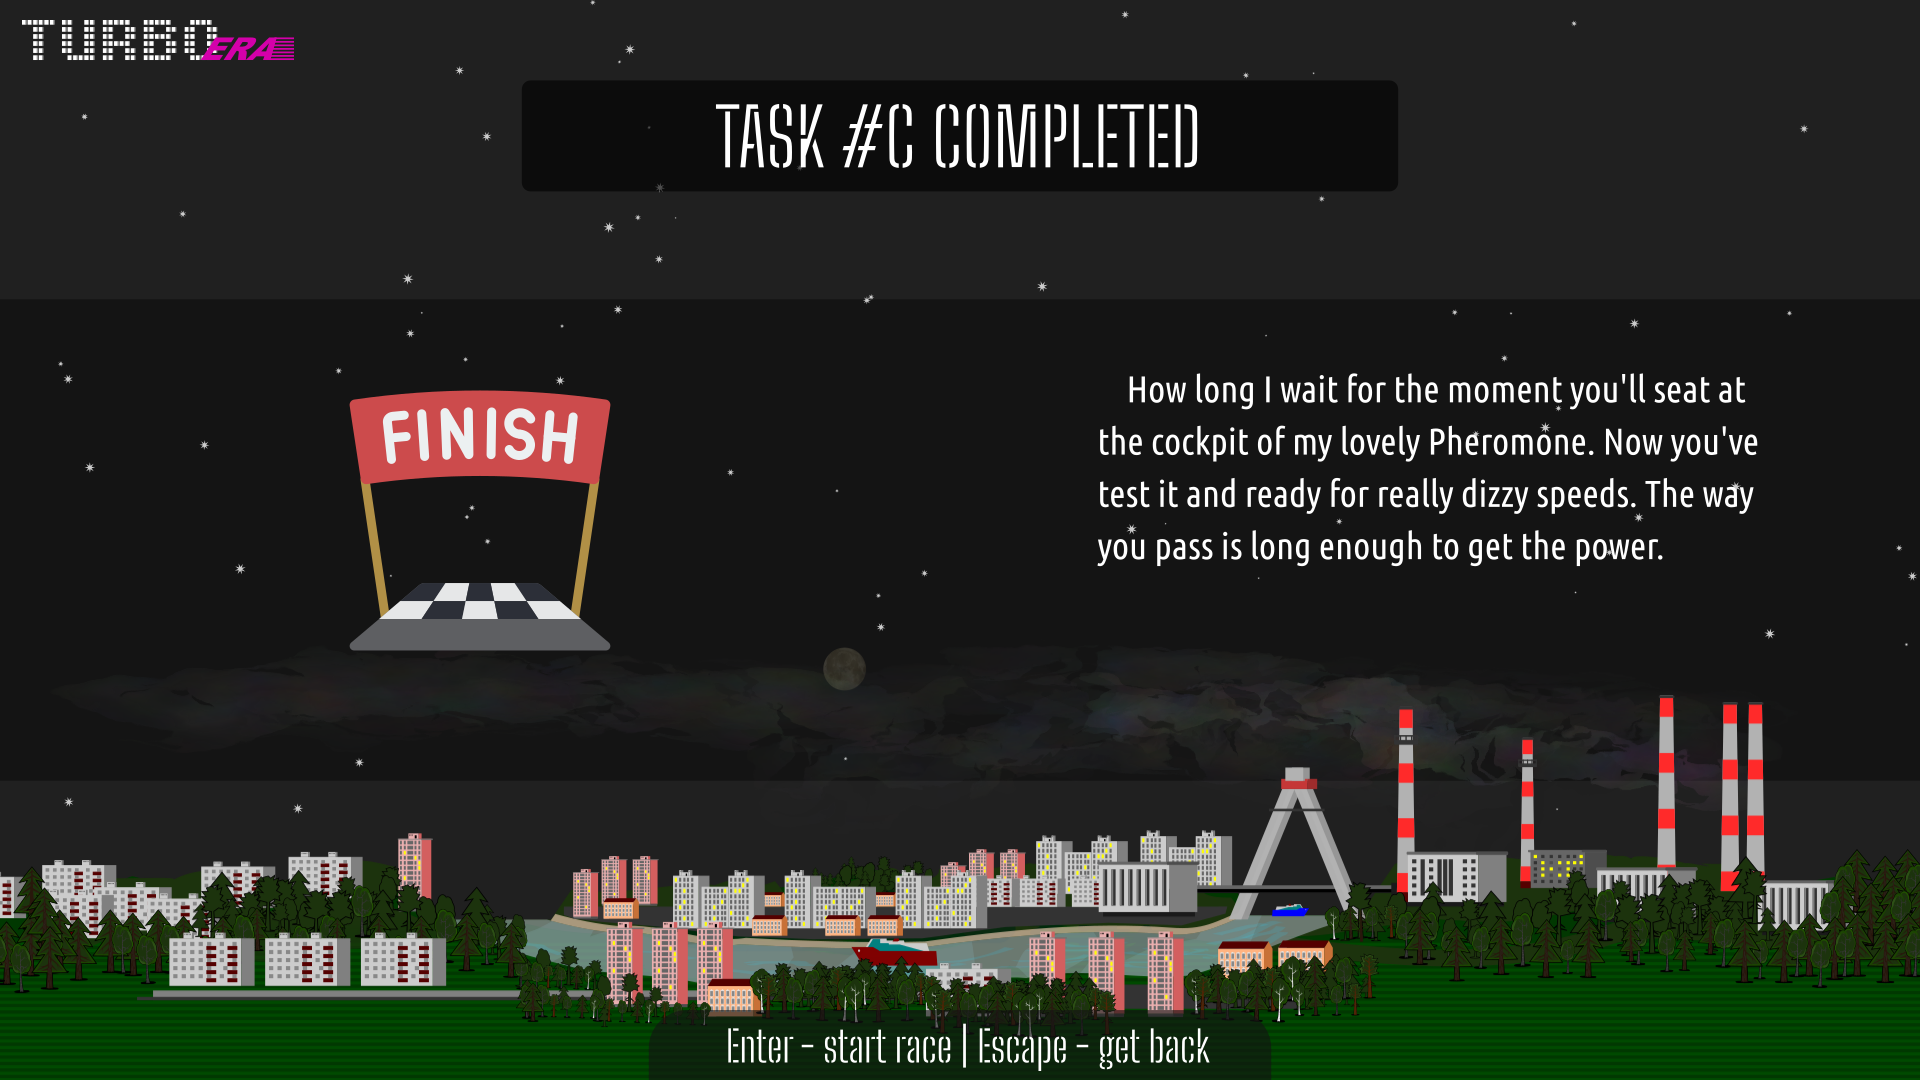 TURBO ERA
TASK #C COMPLETED
FINISH
How long I wait for the moment you'll seat at
the cockpit of my lovely Pheromone. Now you've
test it and ready for really dizzy speeds. The way
you pass is long enough to get the power.
Enter - start race | Escape - get back